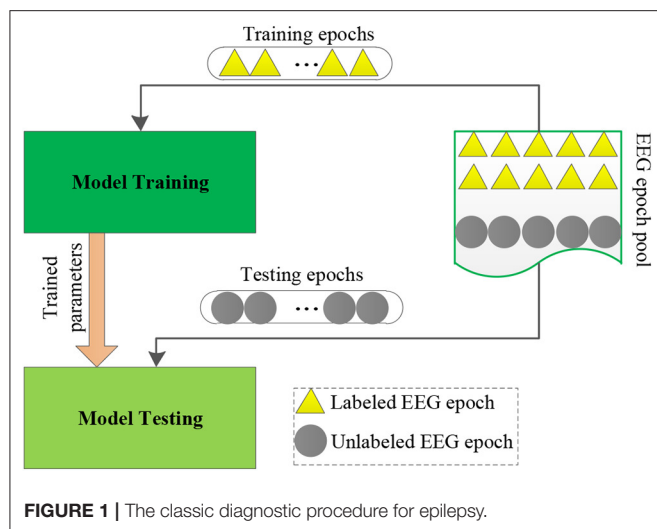 Training epochs
...
Model Training
EEG epoch pool
Trained
parameters
Testing epochs
...
Model Testing
Labeled EEG epoch
Unlabeled EEG epoch
FIGURE 1 | The classic diagnostic procedure for epilepsy.